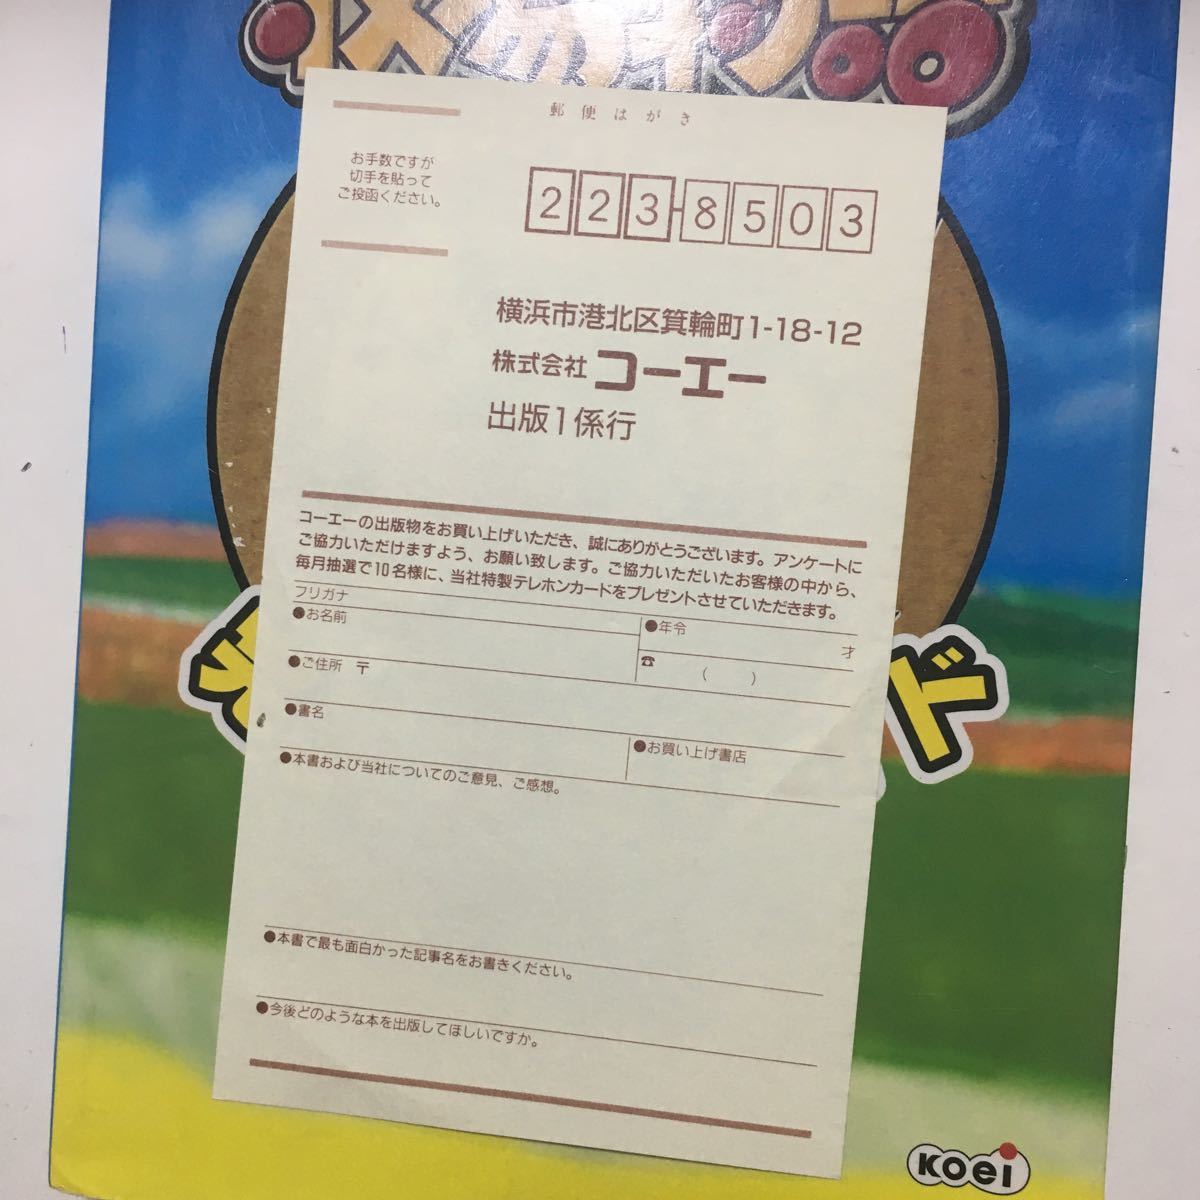 郵便はがき
お手数ですが
切手を貼って
ご投函ください。
223-8503
横浜市港北区箕輪町1-18-12
株式会社 コーエー
出版1係行
コーエーの出版物をお買い上げいただき、誠にありがとうございます。アンケートに
ご協力いただけますよう、お願い致します。ご協力いただいたお客様の中から、
毎月抽選で10名様に、当社特製テレホンカードをプレゼントさせていただきます。
フリガナ
●お名前
●年令
才
●ご住所 〒
☎ ( )
●書名
●お買い上げ書店
●本書および当社についてのご意見、ご感想。
●本書で最も面白かった記事名をお書きください。
●今後どのような本を出版してほしいですか。
ド
KOEI